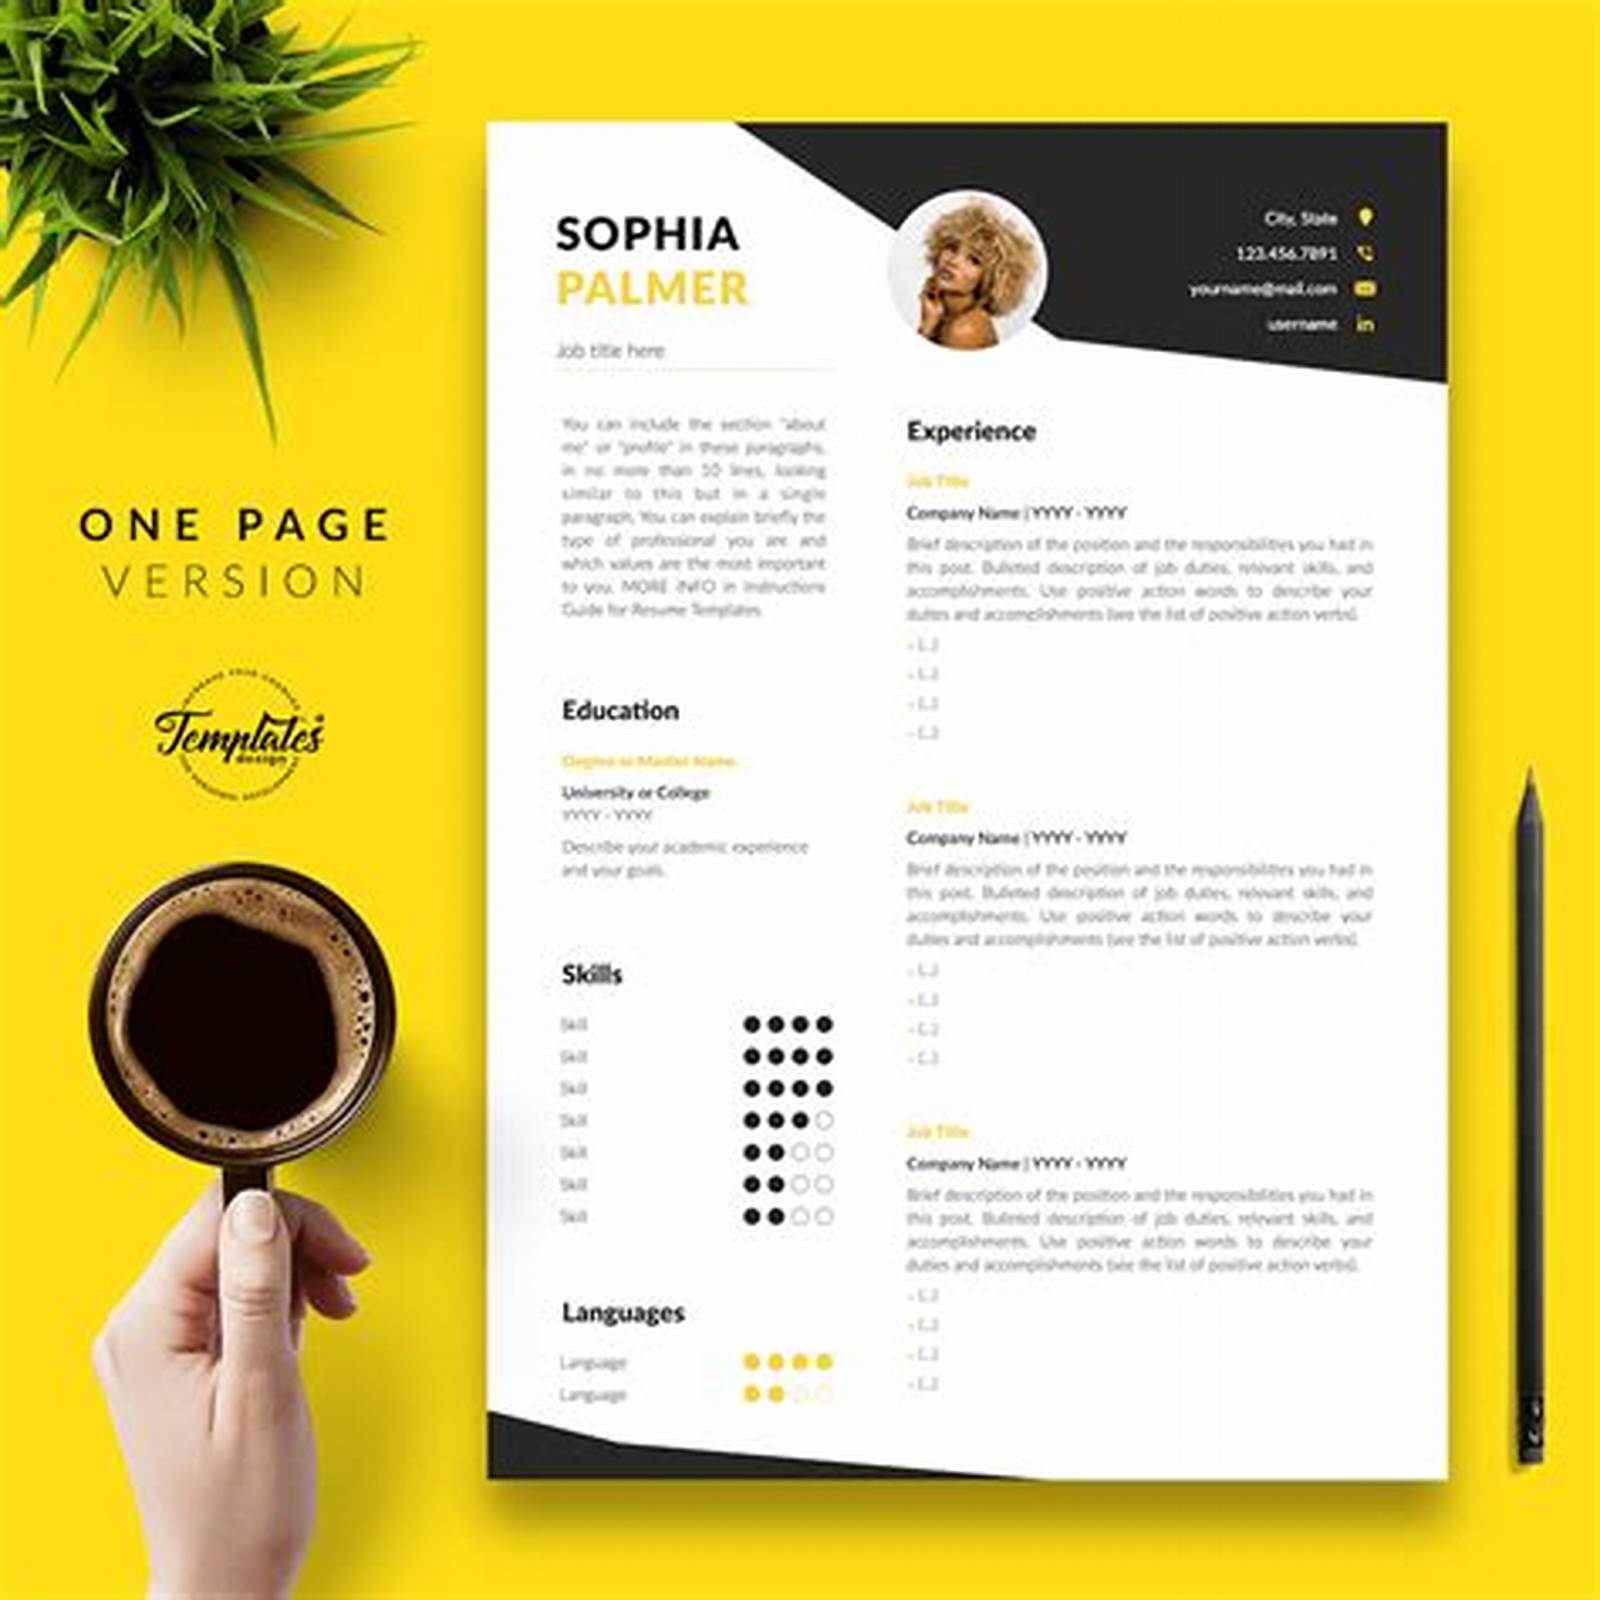 ONE PAGE
VERSION
Templates
design
SOPHIA
PALMER
Job title here
City, State
123.456.7891
yourname@mail.com
username
in
You can include the section "about
me" or "profile" in these paragraphs,
in no more than 10 lines, looking
similar to this but in a single
paragraph. You can explain briefly the
type of professional you are and
which values are the most important
to you. MORE INFO in Instructions
Guide for Resume Templates.
Education
Degree or Master Name
University or College
YYYY - YYYY
Describe your academic experience
and your goals.
Skills
Skill
Skill
Skill
Skill
Skill
Skill
Skill
Languages
Language
Language
Experience
Job Title
Company Name | YYYY - YYYY
Brief description of the position and the responsibilities you had in
this post. Bulleted description of job duties, relevant skills, and
accomplishments. Use positive action words to describe your
duties and accomplishments (see the list of positive action verbs).
- [...]
- [...]
- [...]
- [...]
Job Title
Company Name | YYYY - YYYY
Brief description of the position and the responsibilities you had in
this post. Bulleted description of job duties, relevant skills, and
accomplishments. Use positive action words to describe your
duties and accomplishments (see the list of positive action verbs).
- [...]
- [...]
- [...]
- [...]
Job Title
Company Name | YYYY - YYYY
Brief description of the position and the responsibilities you had in
this post. Bulleted description of job duties, relevant skills, and
accomplishments. Use positive action words to describe your
duties and accomplishments (see the list of positive action verbs).
- [...]
- [...]
- [...]
- [...]